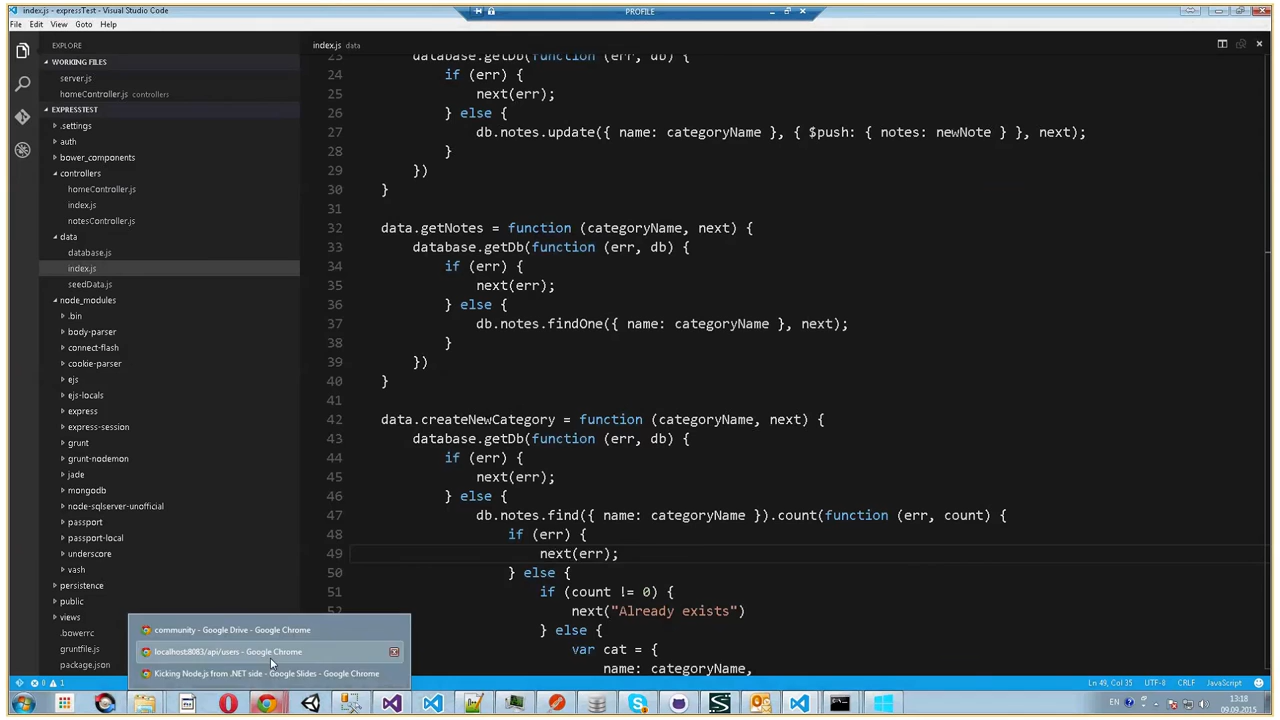 index.js - expressTest - Visual Studio Code
PROFILE
File Edit View Goto Help
EXPLORE
WORKING FILES
server.js
homeController.js controllers
EXPRESSTEST
.settings
auth
bower_components
controllers
homeController.js
index.js
notesController.js
data
database.js
index.js
seedData.js
node_modules
.bin
body-parser
connect-flash
cookie-parser
ejs
ejs-locals
express
express-session
grunt
grunt-nodemon
jade
mongodb
node-sqlserver-unofficial
passport
passport-local
underscore
vash
persistence
public
views
.bowerrc
gruntfile.js
package.json
index.js data
23 database.getDb(function (err, db) {
24 if (err) {
25 next(err);
26 } else {
27 db.notes.update({ name: categoryName }, { $push: { notes: newNote } }, next);
28 }
29 })
30 }
31
32 data.getNotes = function (categoryName, next) {
33 database.getDb(function (err, db) {
34 if (err) {
35 next(err);
36 } else {
37 db.notes.findOne({ name: categoryName }, next);
38 }
39 })
40 }
41
42 data.createNewCategory = function (categoryName, next) {
43 database.getDb(function (err, db) {
44 if (err) {
45 next(err);
46 } else {
47 db.notes.find({ name: categoryName }).count(function (err, count) {
48 if (err) {
49 next(err);
50 } else {
51 if (count != 0) {
52 next("Already exists")
} else {
var cat = {
name: categoryName,
community - Google Drive - Google Chrome
localhost:8083/api/users - Google Chrome
Kicking Node.js from .NET side - Google Slides - Google Chrome
0 0
Ln 49, Col 35 UTF-8 CRLF JavaScript
EN 13:18
09.09.2015